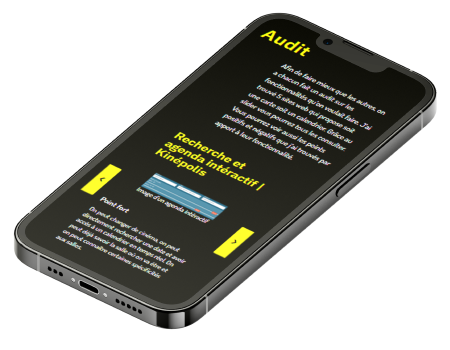 Audit
Afin de faire mieux que les autres, on
a chacun fait un audit sur les
fonctionnalités qu'on voulait faire. J'ai
trouvé 5 sites web qui propose soit
une carte soit un calendrier. Grâce au
slider vous pourrez tous les consulter
Vous pourrez voir aussi les points
positifs et négatifs que j'ai trouvés par
apport à leur fonctionnalité.
Recherche et
agenda intéractif |
Kinépolis
Image d'un agenda intéractif
Point fort
On peut changer de cinéma, on peut
directement rechercher une date et avoir
accès à un calendrier en temps réel. On
peut déjà savoir la salle où on va être et
on peut connaître certaines spécificités
aux salles.